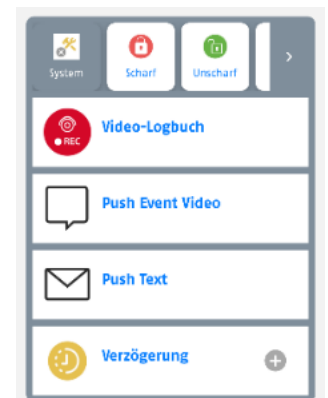 System
Scharf
Unscharf
REC
Video-Logbuch
Push Event Video
Push Text
Verzögerung